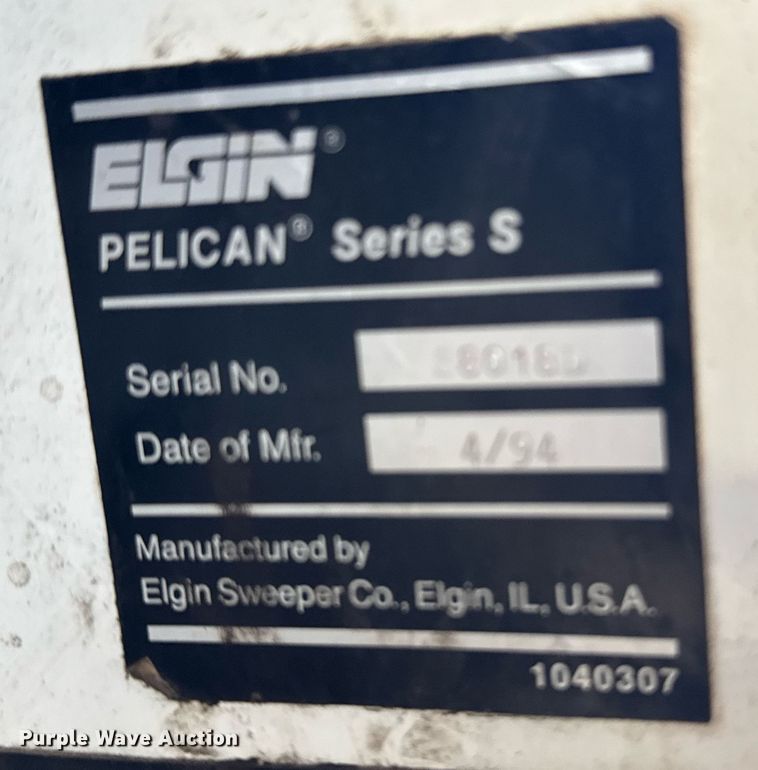 ELGiN®
PELICAN® Series S
Serial No.
Date of Mfr. 4/94
Manufactured by
Elgin Sweeper Co., Elgin, IL, U.S.A.
1040307
Purple Wave Auction